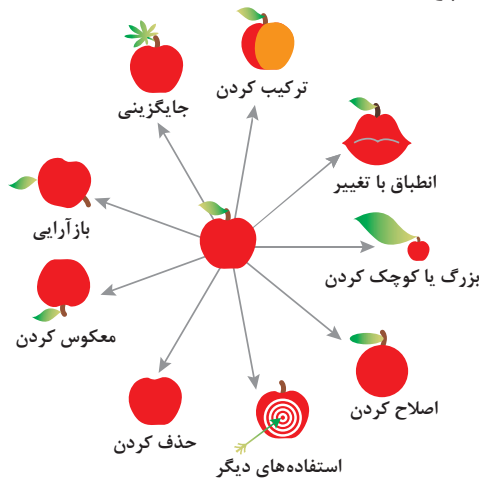 ترکیب کردن
جایگزینی
انطباق با تغییر
بازآرایی
بزرگ یا کوچک کردن
معکوس کردن
اصلاح کردن
حذف کردن
استفاده‌های دیگر